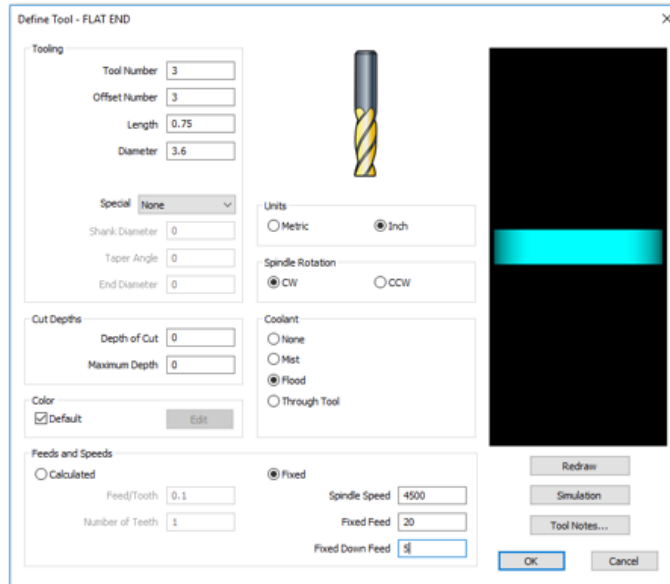 Define Tool - FLAT END
Tooling
Tool Number 3
Offset Number 3
Length 0.75
Diameter 3.6
Special None
Shank Diameter 0
Taper Angle 0
End Diameter 0
Units
Metric Inch
Spindle Rotation
CW CCW
Cut Depths
Depth of Cut 0
Maximum Depth 0
Coolant
None
Mist
Flood
Through Tool
Color
Default Edit
Feeds and Speeds
Calculated Fixed
Feed/Tooth 0.1
Number of Teeth 1
Spindle Speed 4500
Fixed Feed 20
Fixed Down Feed 5
Redraw
Simulation
Tool Notes...
OK Cancel